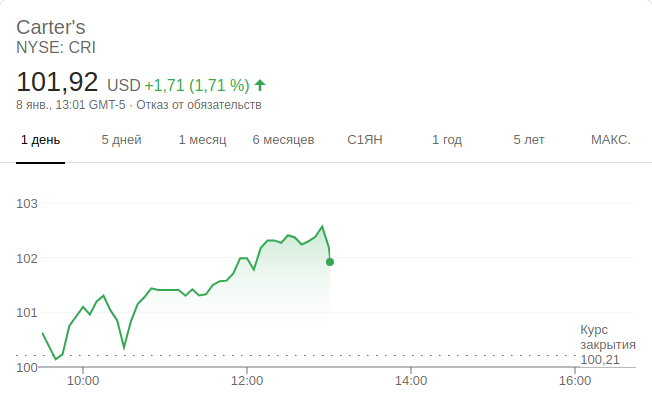 Carter's
NYSE: CRI
101,92 USD +1,71 (1,71 %)
8 янв., 13:01 GMT-5 · Отказ от обязательств
1 день 5 дней 1 месяц 6 месяцев С1ЯН 1 год 5 лет МАКС.
103
102
101
100
Курс
закрытия
100,21
10:00 12:00 14:00 16:00